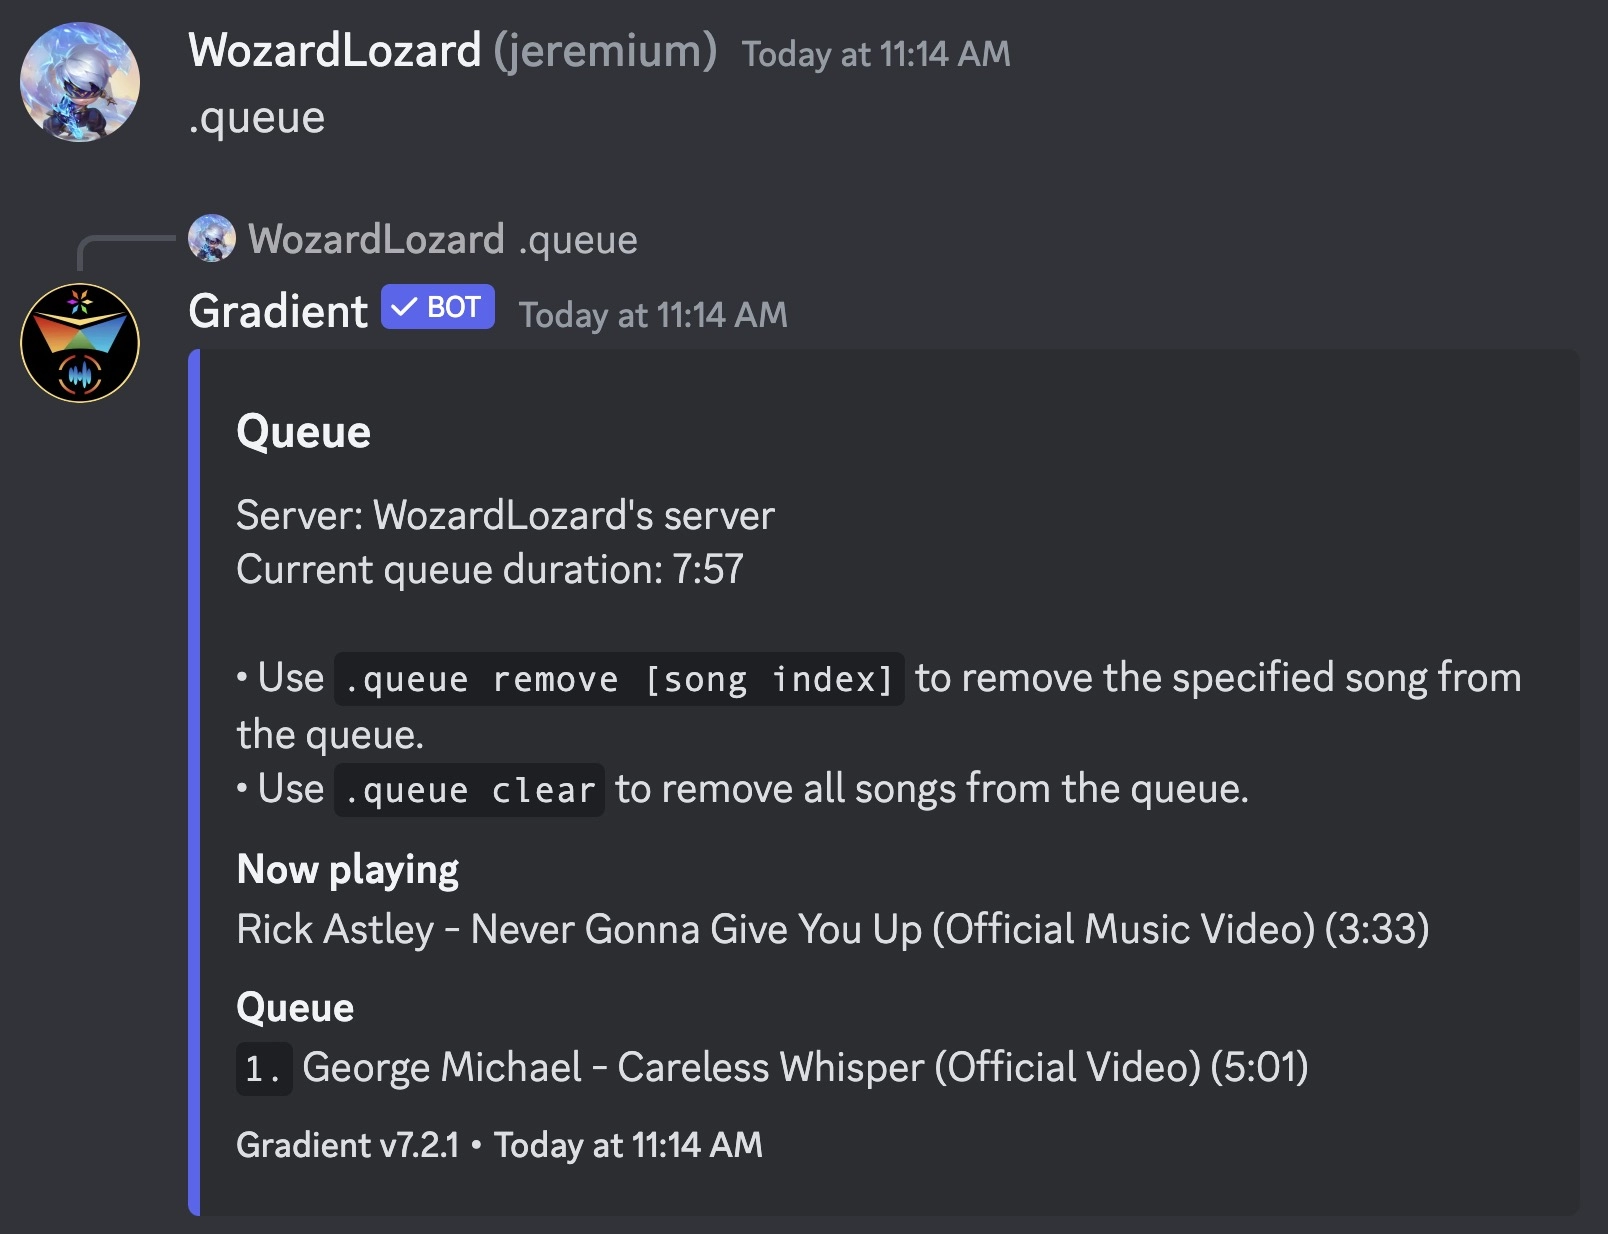 WozardLozard (jeremium) Today at 11:14 AM
.queue
WozardLozard .queue
Gradient ✓ BOT Today at 11:14 AM
Queue
Server: WozardLozard's server
Current queue duration: 7:57
• Use .queue remove [song index] to remove the specified song from
the queue.
• Use .queue clear to remove all songs from the queue.
Now playing
Rick Astley - Never Gonna Give You Up (Official Music Video) (3:33)
Queue
1. George Michael - Careless Whisper (Official Video) (5:01)
Gradient v7.2.1 • Today at 11:14 AM